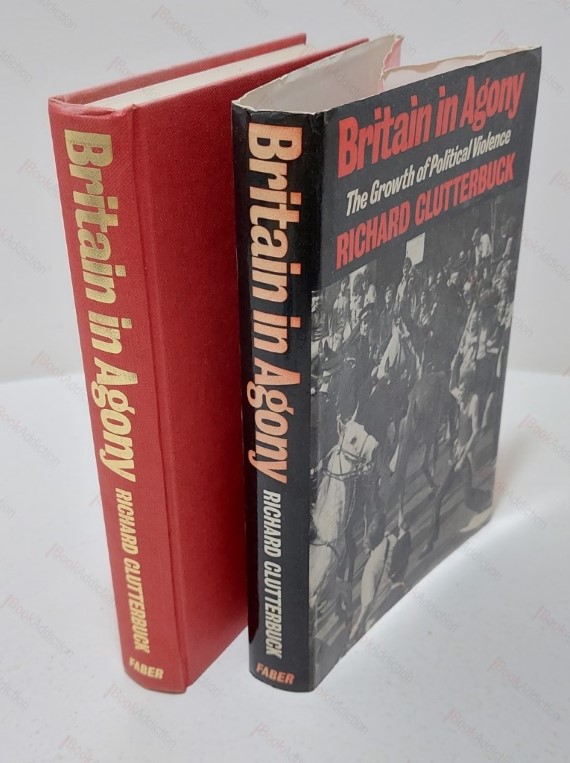 Britain in Agony
RICHARD CLUTTERBUCK
FABER
Britain in Agony
RICHARD CLUTTERBUCK
FABER
Britain in Agony
The Growth of Political Violence
RICHARD CLUTTERBUCK
iBookAddiction